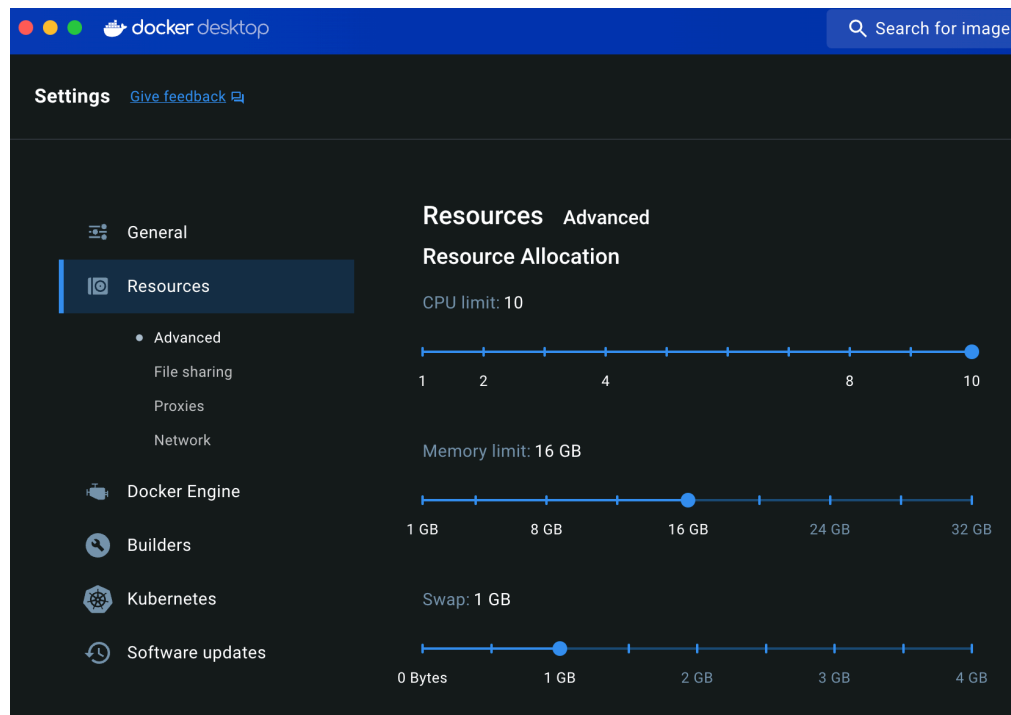 docker desktop
Search for image
Settings Give feedback
General
Resources
Advanced
File sharing
Proxies
Network
Docker Engine
Builders
Kubernetes
Software updates
Resources Advanced
Resource Allocation
CPU limit: 10
1 2 4 8 10
Memory limit: 16 GB
1 GB 8 GB 16 GB 24 GB 32 GB
Swap: 1 GB
0 Bytes 1 GB 2 GB 3 GB 4 GB